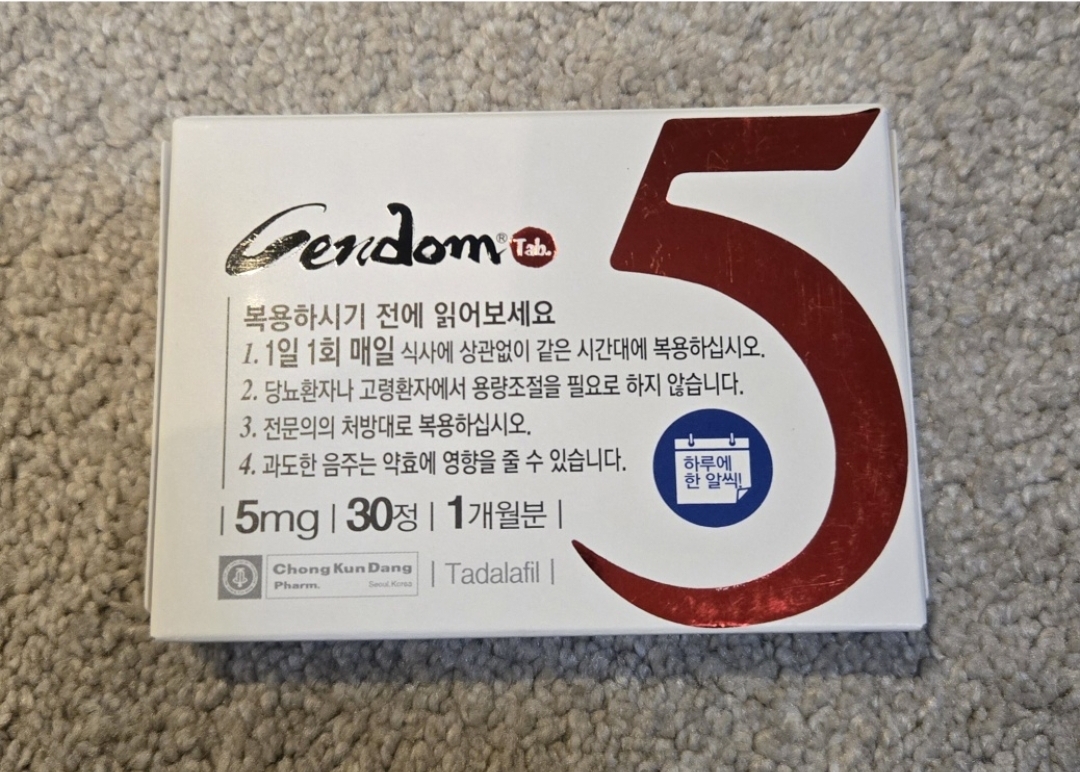 Cendom® Tab.
5
복용하시기 전에 읽어보세요
1. 1일 1회 매일 식사에 상관없이 같은 시간대에 복용하십시오.
2. 당뇨환자나 고령환자에서 용량조절을 필요로 하지 않습니다.
3. 전문의의 처방대로 복용하십시오.
4. 과도한 음주는 약효에 영향을 줄 수 있습니다.
하루에
한 알씩!
| 5mg | 30정 | 1개월분 |
Chong Kun Dang
Pharm. Seoul, Korea
| Tadalafil |